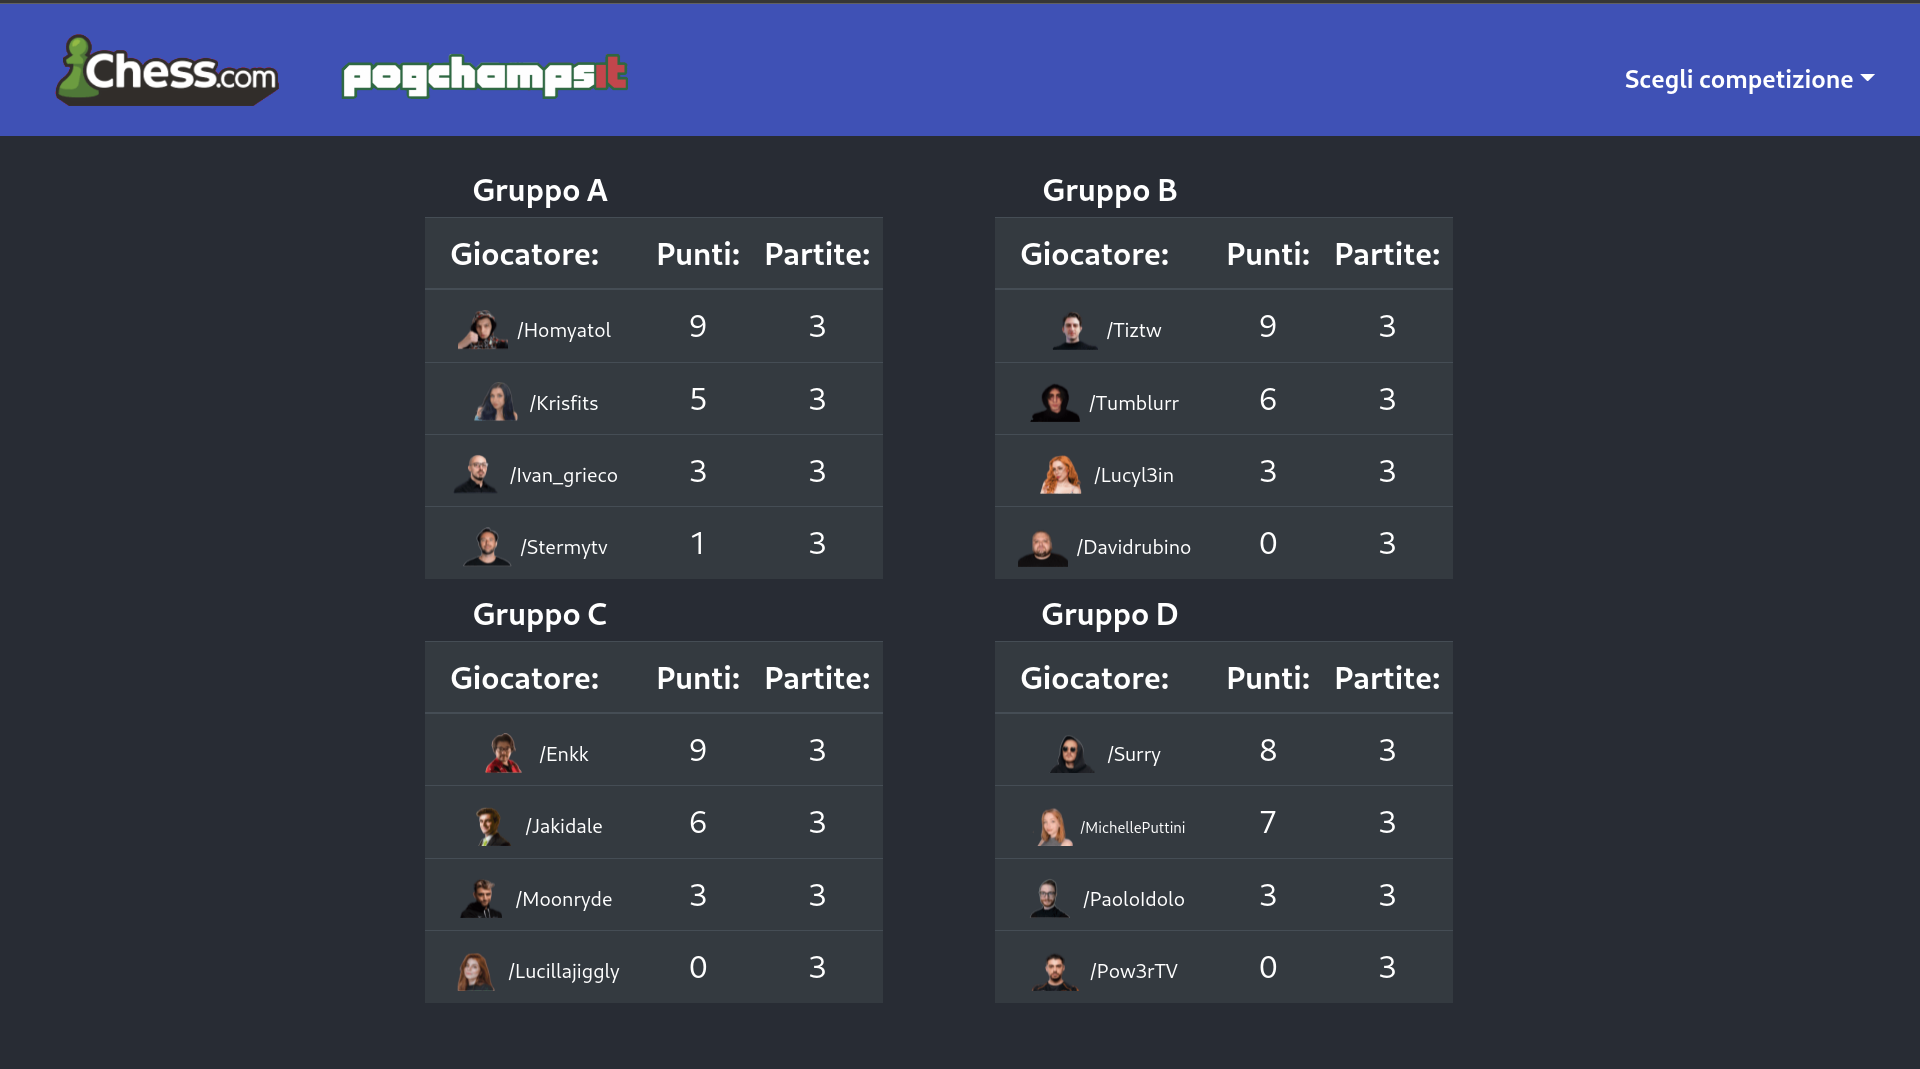 Chess.com pogchampsit Scegli competizione
Gruppo A
Giocatore: Punti: Partite:
/Homyatol 9 3
/Krisfits 5 3
/Ivan_grieco 3 3
/Stermytv 1 3
Gruppo B
Giocatore: Punti: Partite:
/Tiztw 9 3
/Tumblurr 6 3
/Lucyl3in 3 3
/Davidrubino 0 3
Gruppo C
Giocatore: Punti: Partite:
/Enkk 9 3
/Jakidale 6 3
/Moonryde 3 3
/Lucillajiggly 0 3
Gruppo D
Giocatore: Punti: Partite:
/Surry 8 3
/MichellePuttini 7 3
/PaoloIdolo 3 3
/Pow3rTV 0 3